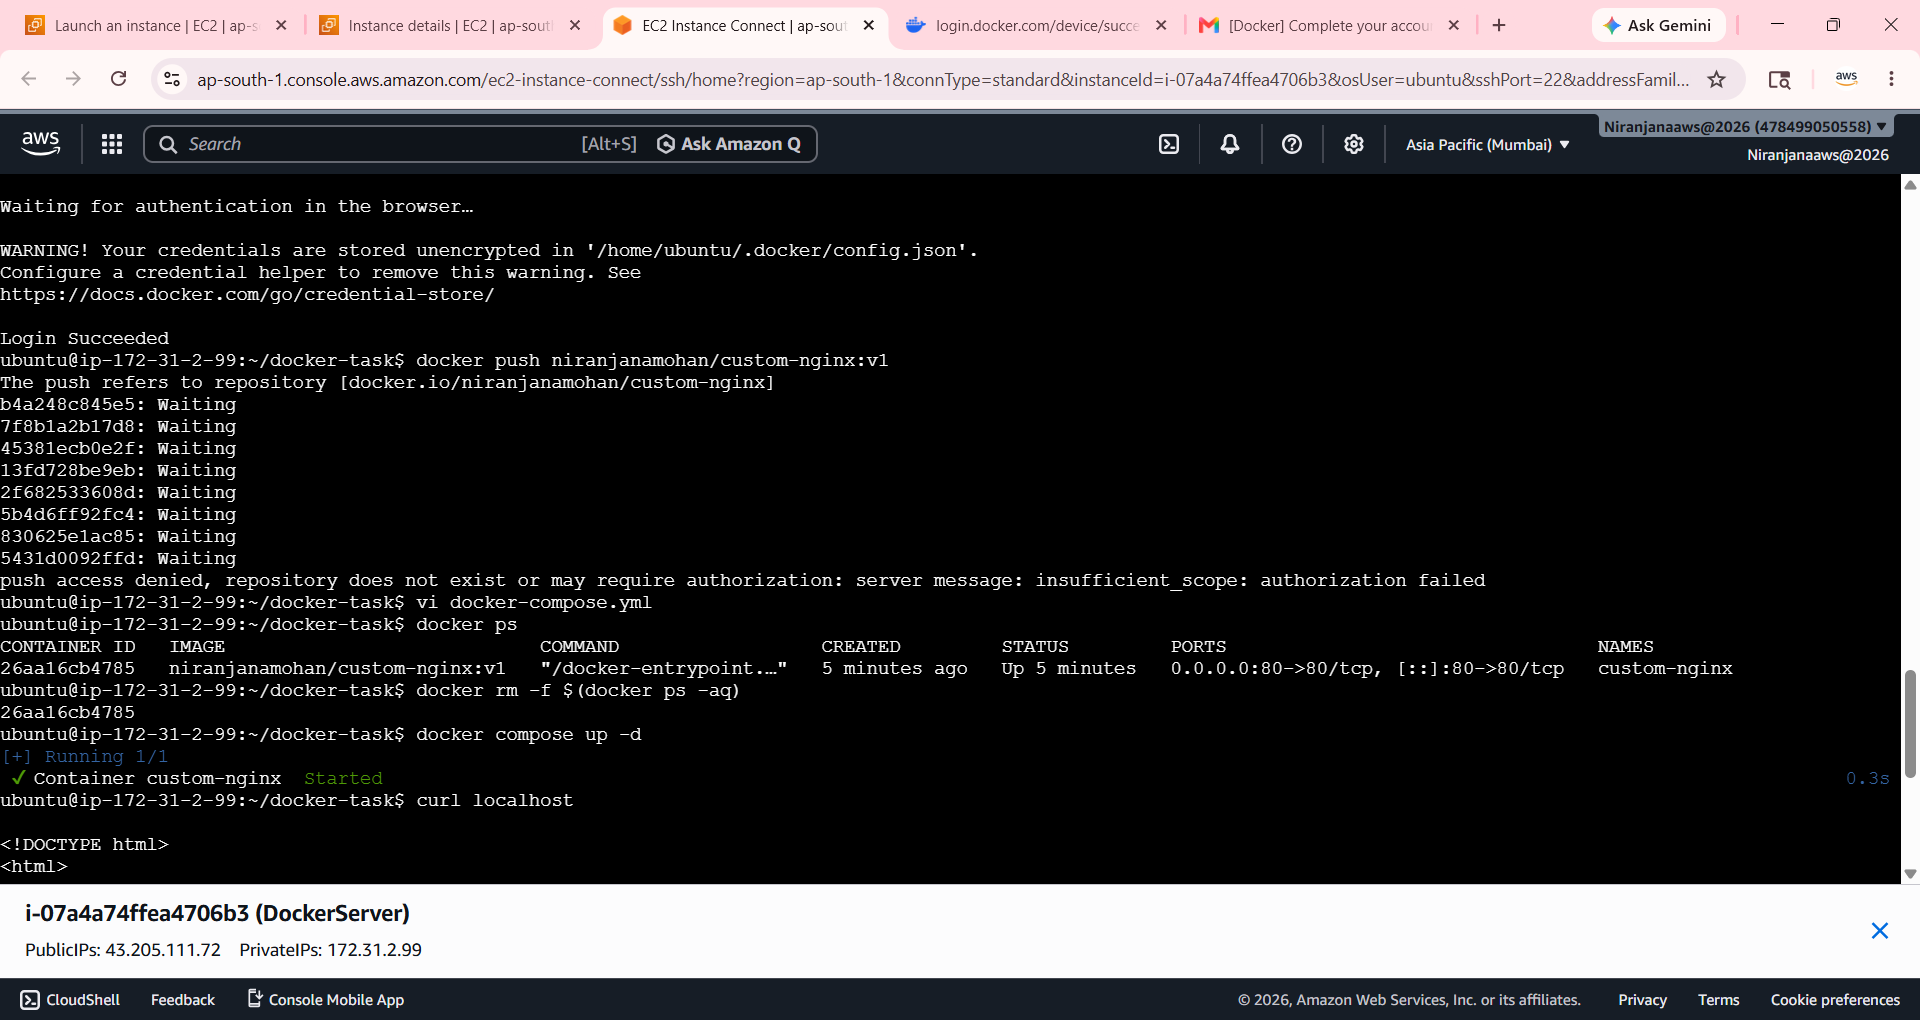 Launch an instance | EC2 | ap-s
Instance details | EC2 | ap-sout
EC2 Instance Connect | ap-sout
login.docker.com/device/succe
[Docker] Complete your accou
Ask Gemini
ap-south-1.console.aws.amazon.com/ec2-instance-connect/ssh/home?region=ap-south-1&connType=standard&instanceId=i-07a4a74ffea4706b3&osUser=ubuntu&sshPort=22&addressFamil...
aws
aws
Search
[Alt+S]
Ask Amazon Q
Asia Pacific (Mumbai)
Niranjanaaws@2026 (478499050558)
Niranjanaaws@2026
Waiting for authentication in the browser…
WARNING! Your credentials are stored unencrypted in '/home/ubuntu/.docker/config.json'.
Configure a credential helper to remove this warning. See
https://docs.docker.com/go/credential-store/
Login Succeeded
ubuntu@ip-172-31-2-99:~/docker-task$ docker push niranjanamohan/custom-nginx:v1
The push refers to repository [docker.io/niranjanamohan/custom-nginx]
b4a248c845e5: Waiting
7f8b1a2b17d8: Waiting
45381ecb0e2f: Waiting
13fd728be9eb: Waiting
2f682533608d: Waiting
5b4d6ff92fc4: Waiting
830625e1ac85: Waiting
5431d0092ffd: Waiting
push access denied, repository does not exist or may require authorization: server message: insufficient_scope: authorization failed
ubuntu@ip-172-31-2-99:~/docker-task$ vi docker-compose.yml
ubuntu@ip-172-31-2-99:~/docker-task$ docker ps
CONTAINER ID   IMAGE   COMMAND   CREATED   STATUS   PORTS   NAMES
26aa16cb4785   niranjanamohan/custom-nginx:v1   "/docker-entrypoint.…"   5 minutes ago   Up 5 minutes   0.0.0.0:80->80/tcp, [::]:80->80/tcp   custom-nginx
ubuntu@ip-172-31-2-99:~/docker-task$ docker rm -f $(docker ps -aq)
26aa16cb4785
ubuntu@ip-172-31-2-99:~/docker-task$ docker compose up -d
[+] Running 1/1
✓ Container custom-nginx  Started   0.3s
ubuntu@ip-172-31-2-99:~/docker-task$ curl localhost
<!DOCTYPE html>
<html>
i-07a4a74ffea4706b3 (DockerServer)
PublicIPs: 43.205.111.72   PrivateIPs: 172.31.2.99
CloudShell
Feedback
Console Mobile App
© 2026, Amazon Web Services, Inc. or its affiliates.
Privacy
Terms
Cookie preferences